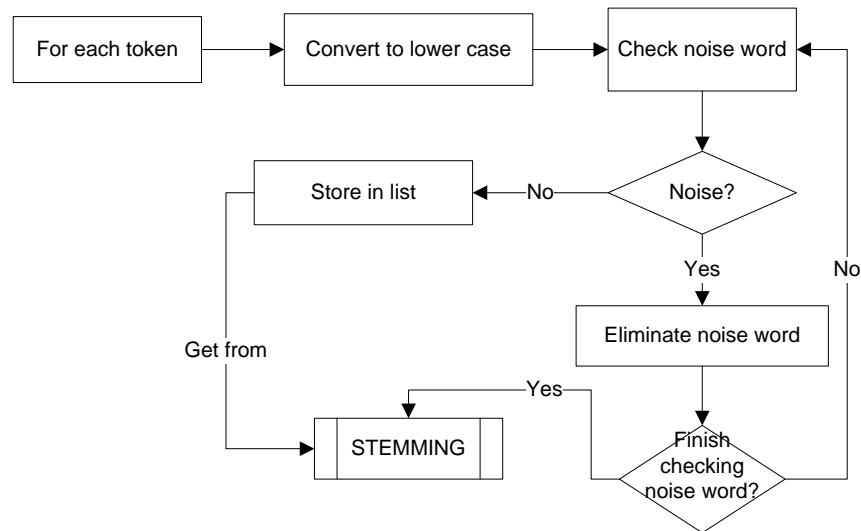 For each token
Convert to lower case
Check noise word
Store in list
No
Noise?
Yes
No
Eliminate noise word
Get from
Yes
STEMMING
Finish
checking
noise word?